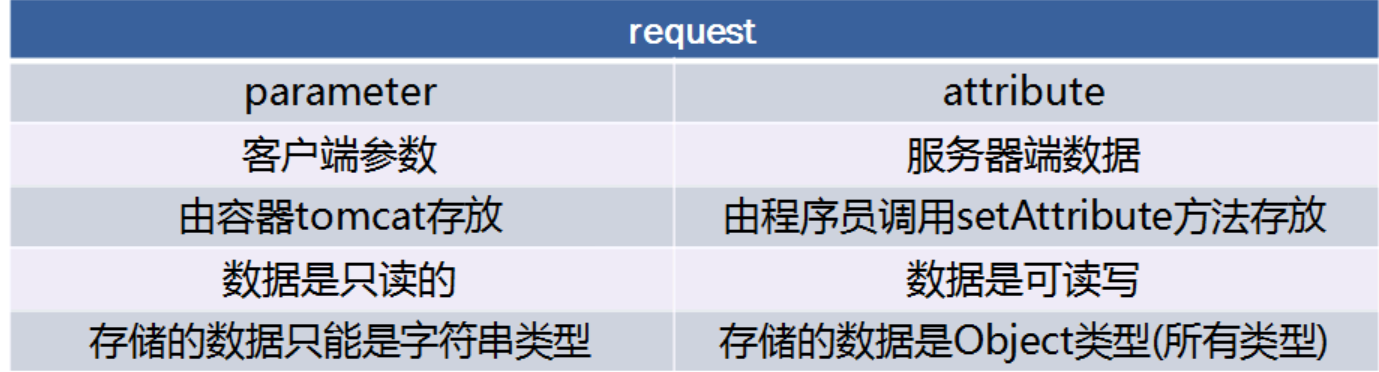 request
parameter attribute
客户端参数 服务器端数据
由容器tomcat存放 由程序员调用setAttribute方法存放
数据是只读的 数据是可读写
存储的数据只能是字符串类型 存储的数据是Object类型(所有类型)